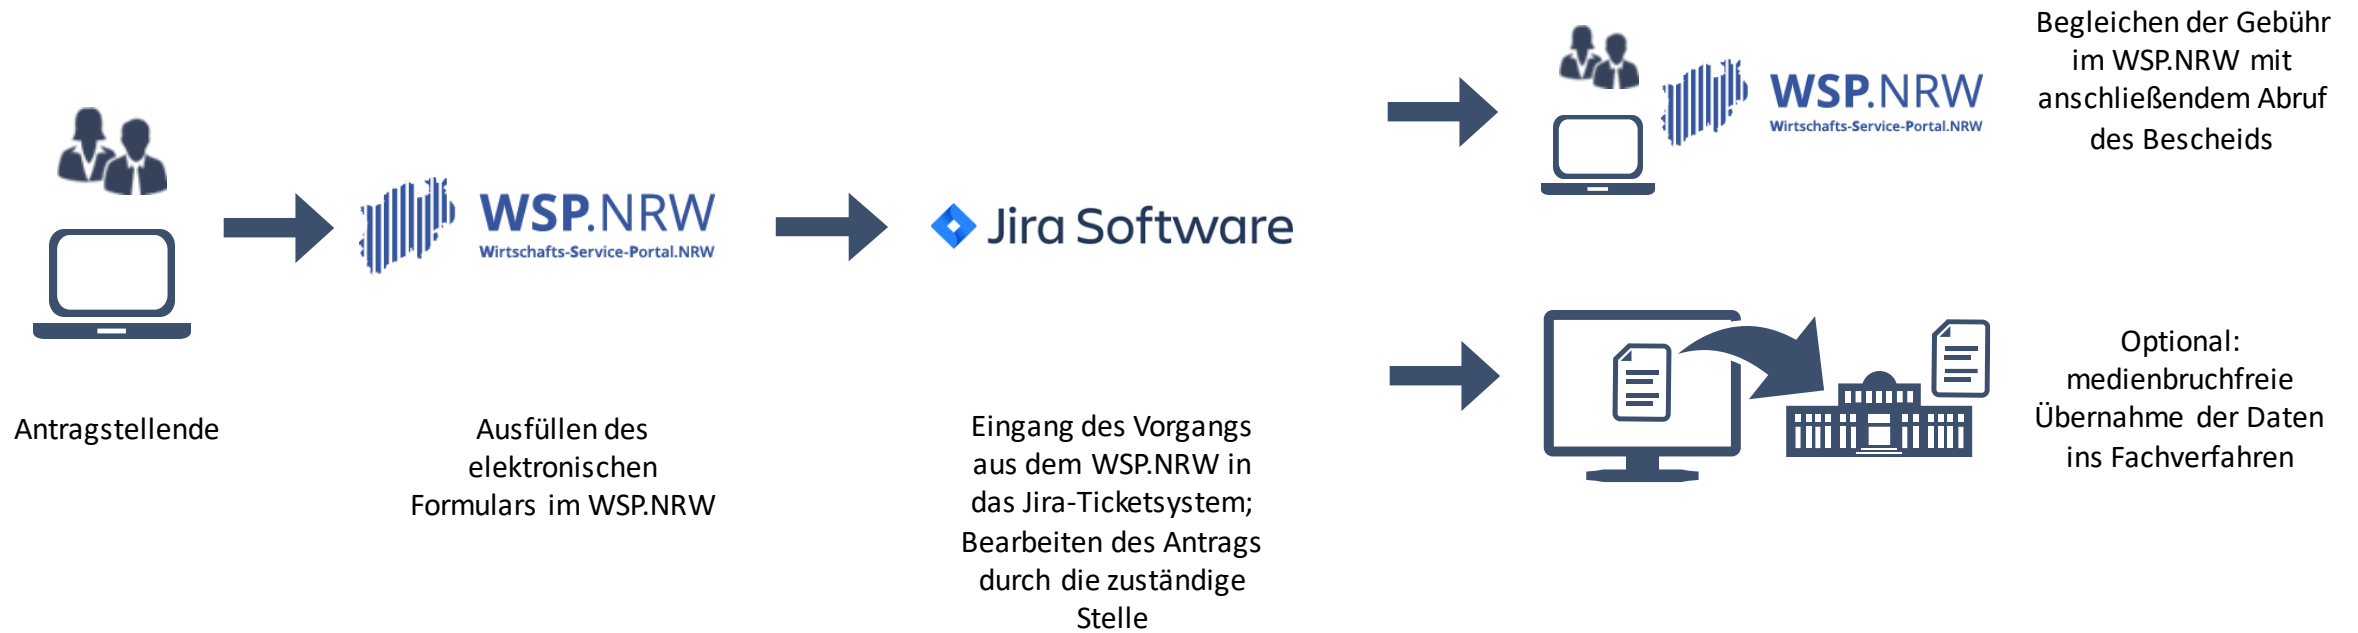 Antragstellende
WSP.NRW
Wirtschafts-Service-Portal.NRW
Ausfüllen des
elektronischen
Formulars im WSP.NRW
Jira Software
Eingang des Vorgangs
aus dem WSP.NRW in
das Jira-Ticketsystem;
Bearbeiten des Antrags
durch die zuständige
Stelle
WSP.NRW
Wirtschafts-Service-Portal.NRW
Begleichen der Gebühr
im WSP.NRW mit
anschließendem Abruf
des Bescheids
Optional:
medienbruchfreie
Übernahme der Daten
ins Fachverfahren